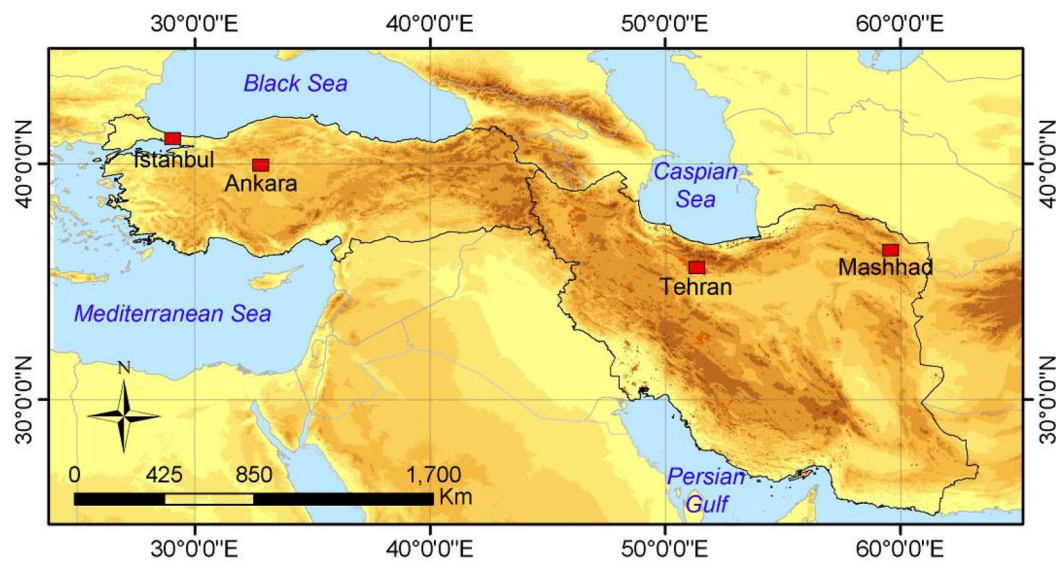 30°0'0"E 40°0'0"E 50°0'0"E 60°0'0"E
Black Sea
40°0'0"N
40°0'0"N
Istanbul
Ankara
Caspian
Sea
Mashhad
Tehran
Mediterranean Sea
N
30°0'0"N
30°0'0"N
0 425 850 1,700
Km
Persian
Gulf
30°0'0"E 40°0'0"E 50°0'0"E 60°0'0"E